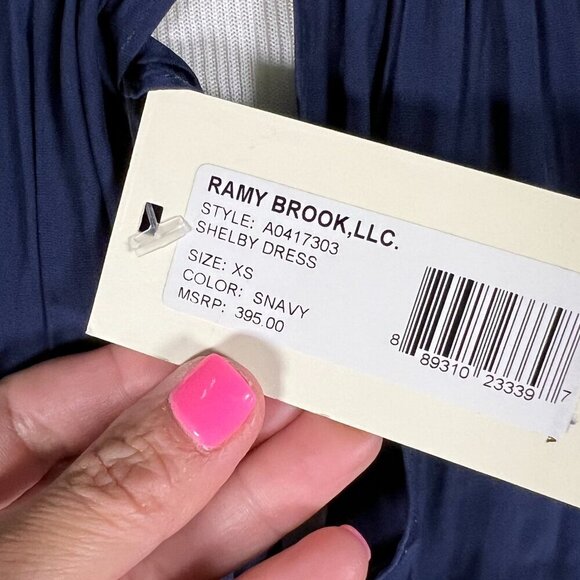 RAMY BROOK,LLC.
STYLE: A0417303
SHELBY DRESS
SIZE: XS
COLOR: SNAVY
MSRP: 395.00
8 89310 23339 7